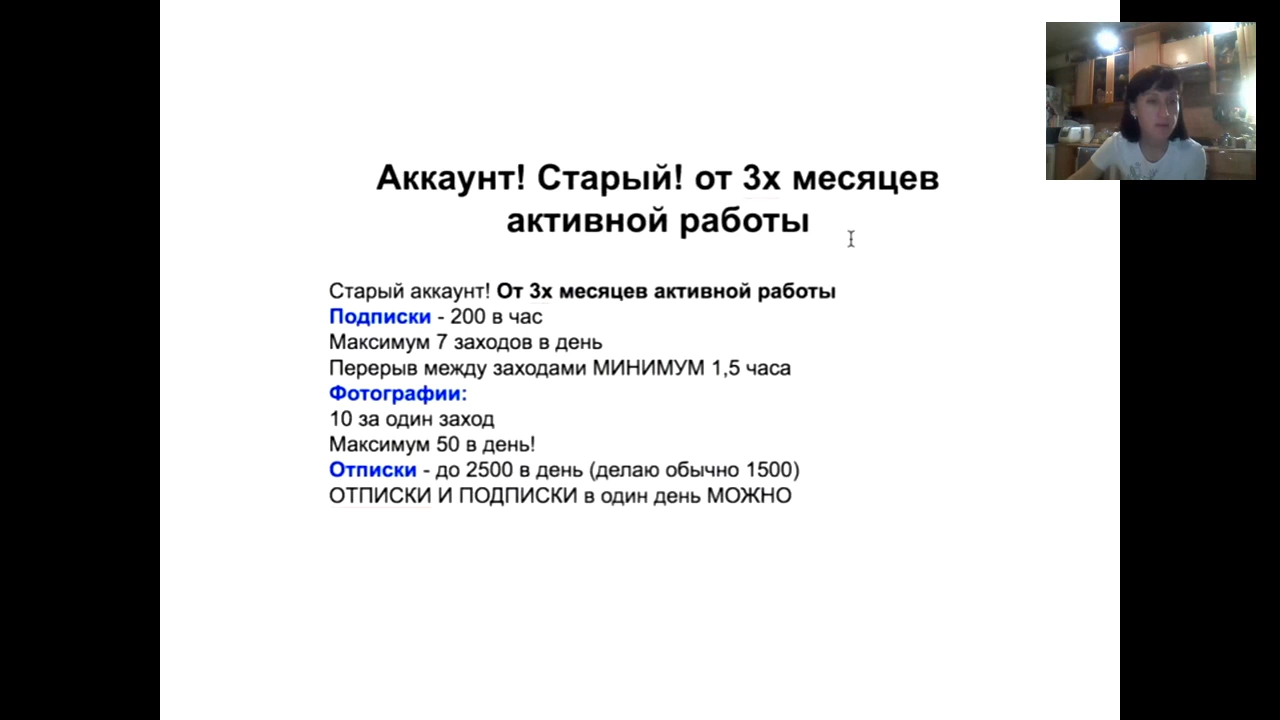 Аккаунт! Старый! от 3х месяцев
активной работы
Старый аккаунт! От 3х месяцев активной работы
Подписки - 200 в час
Максимум 7 заходов в день
Перерыв между заходами МИНИМУМ 1,5 часа
Фотографии:
10 за один заход
Максимум 50 в день!
Отписки - до 2500 в день (делаю обычно 1500)
ОТПИСКИ И ПОДПИСКИ в один день МОЖНО